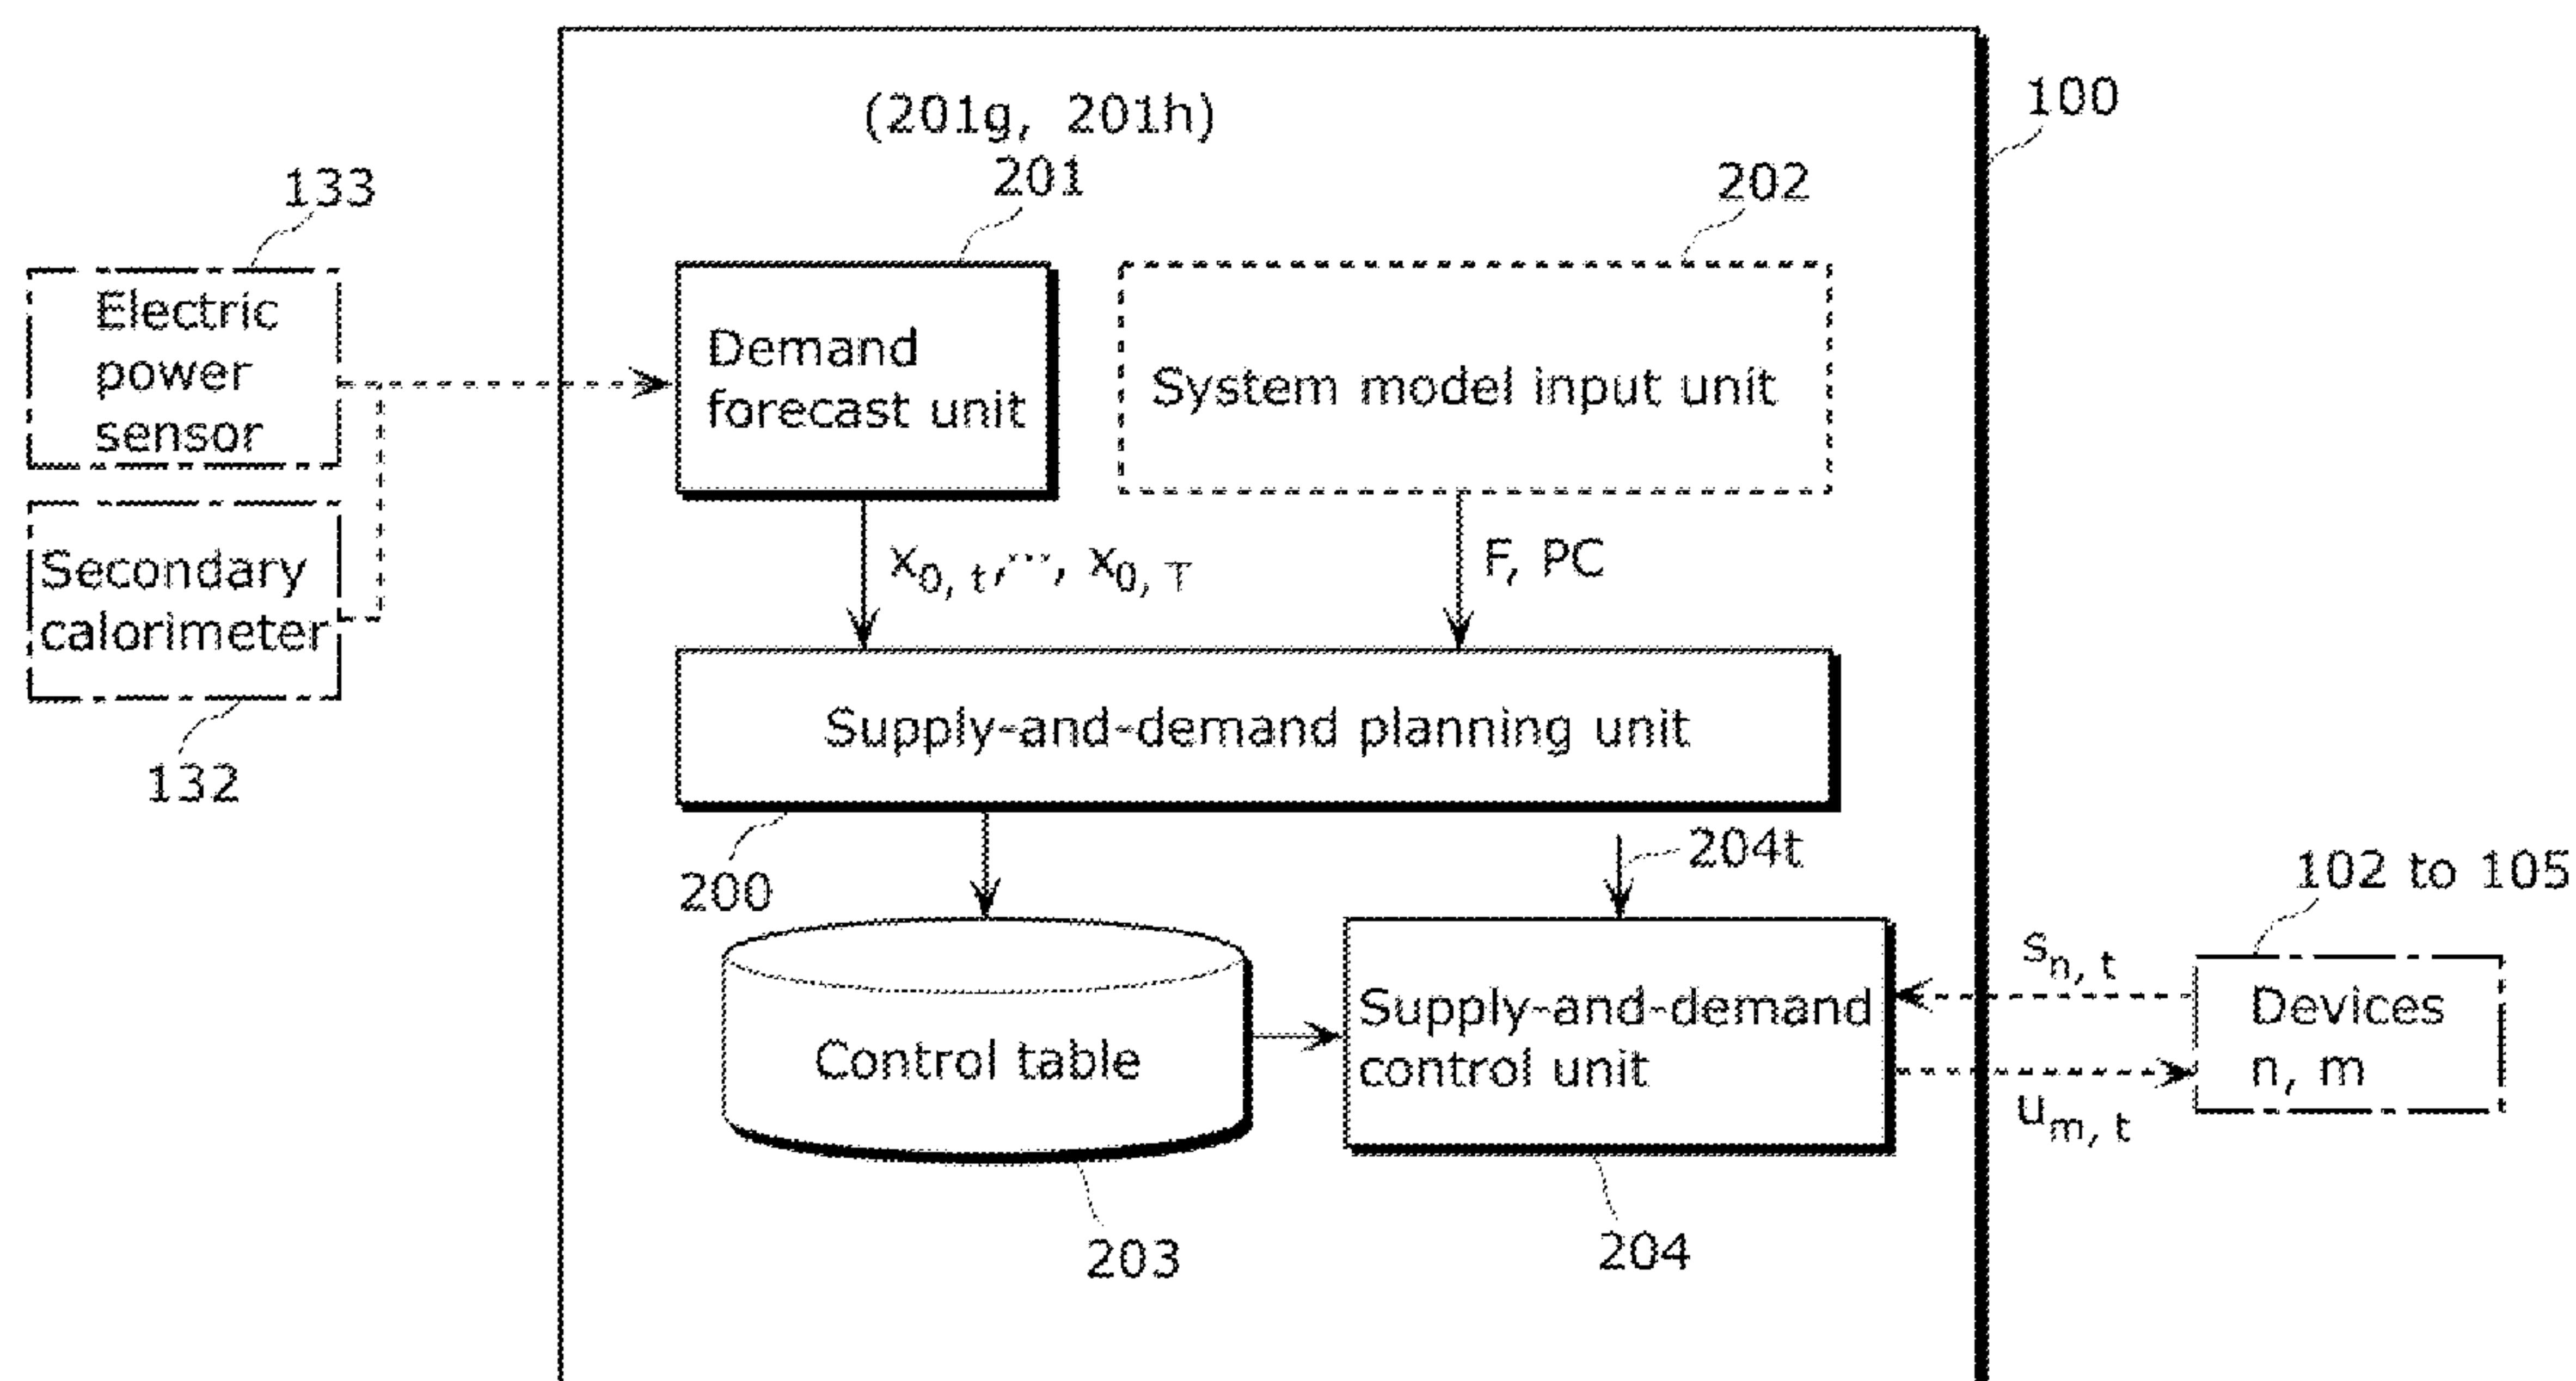 100
(201g, 201h)
201
202
133
Electric
power
sensor
Demand
forecast unit
System model input unit
Secondary
calorimeter
132
x0, t,···, x0, T
F, PC
Supply-and-demand planning unit
200
204t
102 to 105
Control table
203
Supply-and-demand
control unit
204
sn, t
um, t
Devices
n, m